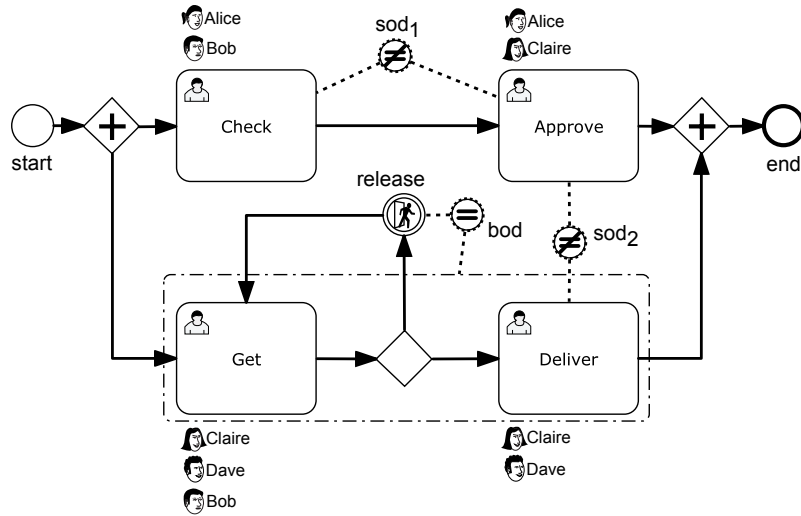 Alice
Bob
sod1
Alice
Claire
Check
Approve
start
end
release
bod
sod2
Get
Deliver
Claire
Dave
Bob
Claire
Dave